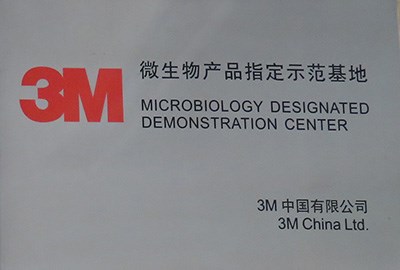 3M
微生物产品指定示范基地
MICROBIOLOGY DESIGNATED
DEMONSTRATION CENTER
3M 中国有限公司
3M China Ltd.